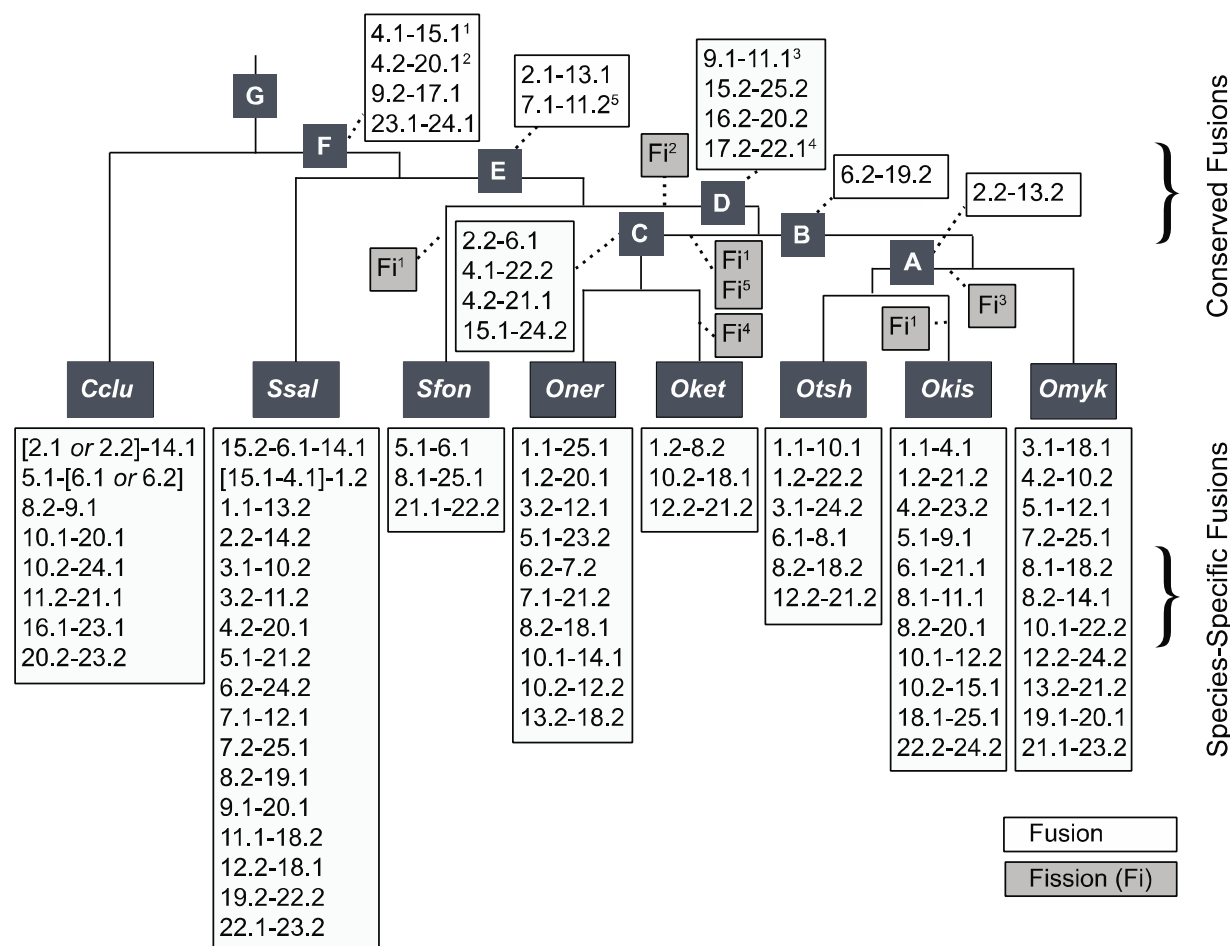 4.1-15.1¹
4.2-20.1²
9.2-17.1
23.1-24.1
2.1-13.1
7.1-11.2⁵
9.1-11.1³
15.2-25.2
16.2-20.2
17.2-22.1⁴
6.2-19.2
2.2-13.2
G
F
E
D
C
B
A
Fi²
Fi¹
2.2-6.1
4.1-22.2
4.2-21.1
15.1-24.2
Fi¹
Fi⁵
Fi⁴
Fi¹
Fi³
Conserved Fusions
Cclu
Ssal
Sfon
Oner
Oket
Otsh
Okis
Omyk
[2.1 or 2.2]-14.1
5.1-[6.1 or 6.2]
8.2-9.1
10.1-20.1
10.2-24.1
11.2-21.1
16.1-23.1
20.2-23.2
15.2-6.1-14.1
[15.1-4.1]-1.2
1.1-13.2
2.2-14.2
3.1-10.2
3.2-11.2
4.2-20.1
5.1-21.2
6.2-24.2
7.1-12.1
7.2-25.1
8.2-19.1
9.1-20.1
11.1-18.2
12.2-18.1
19.2-22.2
22.1-23.2
5.1-6.1
8.1-25.1
21.1-22.2
1.1-25.1
1.2-20.1
3.2-12.1
5.1-23.2
6.2-7.2
7.1-21.2
8.2-18.1
10.1-14.1
10.2-12.2
13.2-18.2
1.2-8.2
10.2-18.1
12.2-21.2
1.1-10.1
1.2-22.2
3.1-24.2
6.1-8.1
8.2-18.2
12.2-21.2
1.1-4.1
1.2-21.2
4.2-23.2
5.1-9.1
6.1-21.1
8.1-11.1
8.2-20.1
10.1-12.2
10.2-15.1
18.1-25.1
22.2-24.2
3.1-18.1
4.2-10.2
5.1-12.1
7.2-25.1
8.1-18.2
8.2-14.1
10.1-22.2
12.2-24.2
13.2-21.2
19.1-20.1
21.1-23.2
Species-Specific Fusions
Fusion
Fission (Fi)